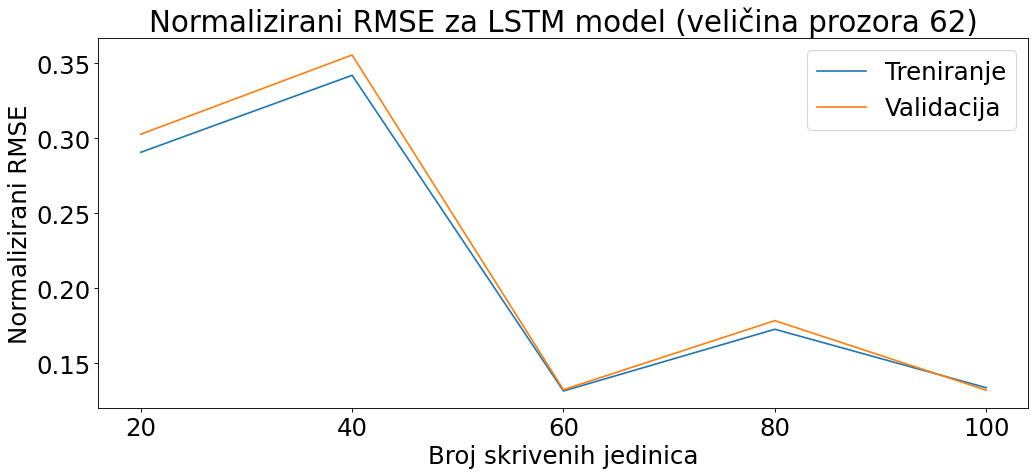 Normalizirani RMSE za LSTM model (veličina prozora 62)
Treniranje
Validacija
Normalizirani RMSE
0.35
0.30
0.25
0.20
0.15
20 40 60 80 100
Broj skrivenih jedinica